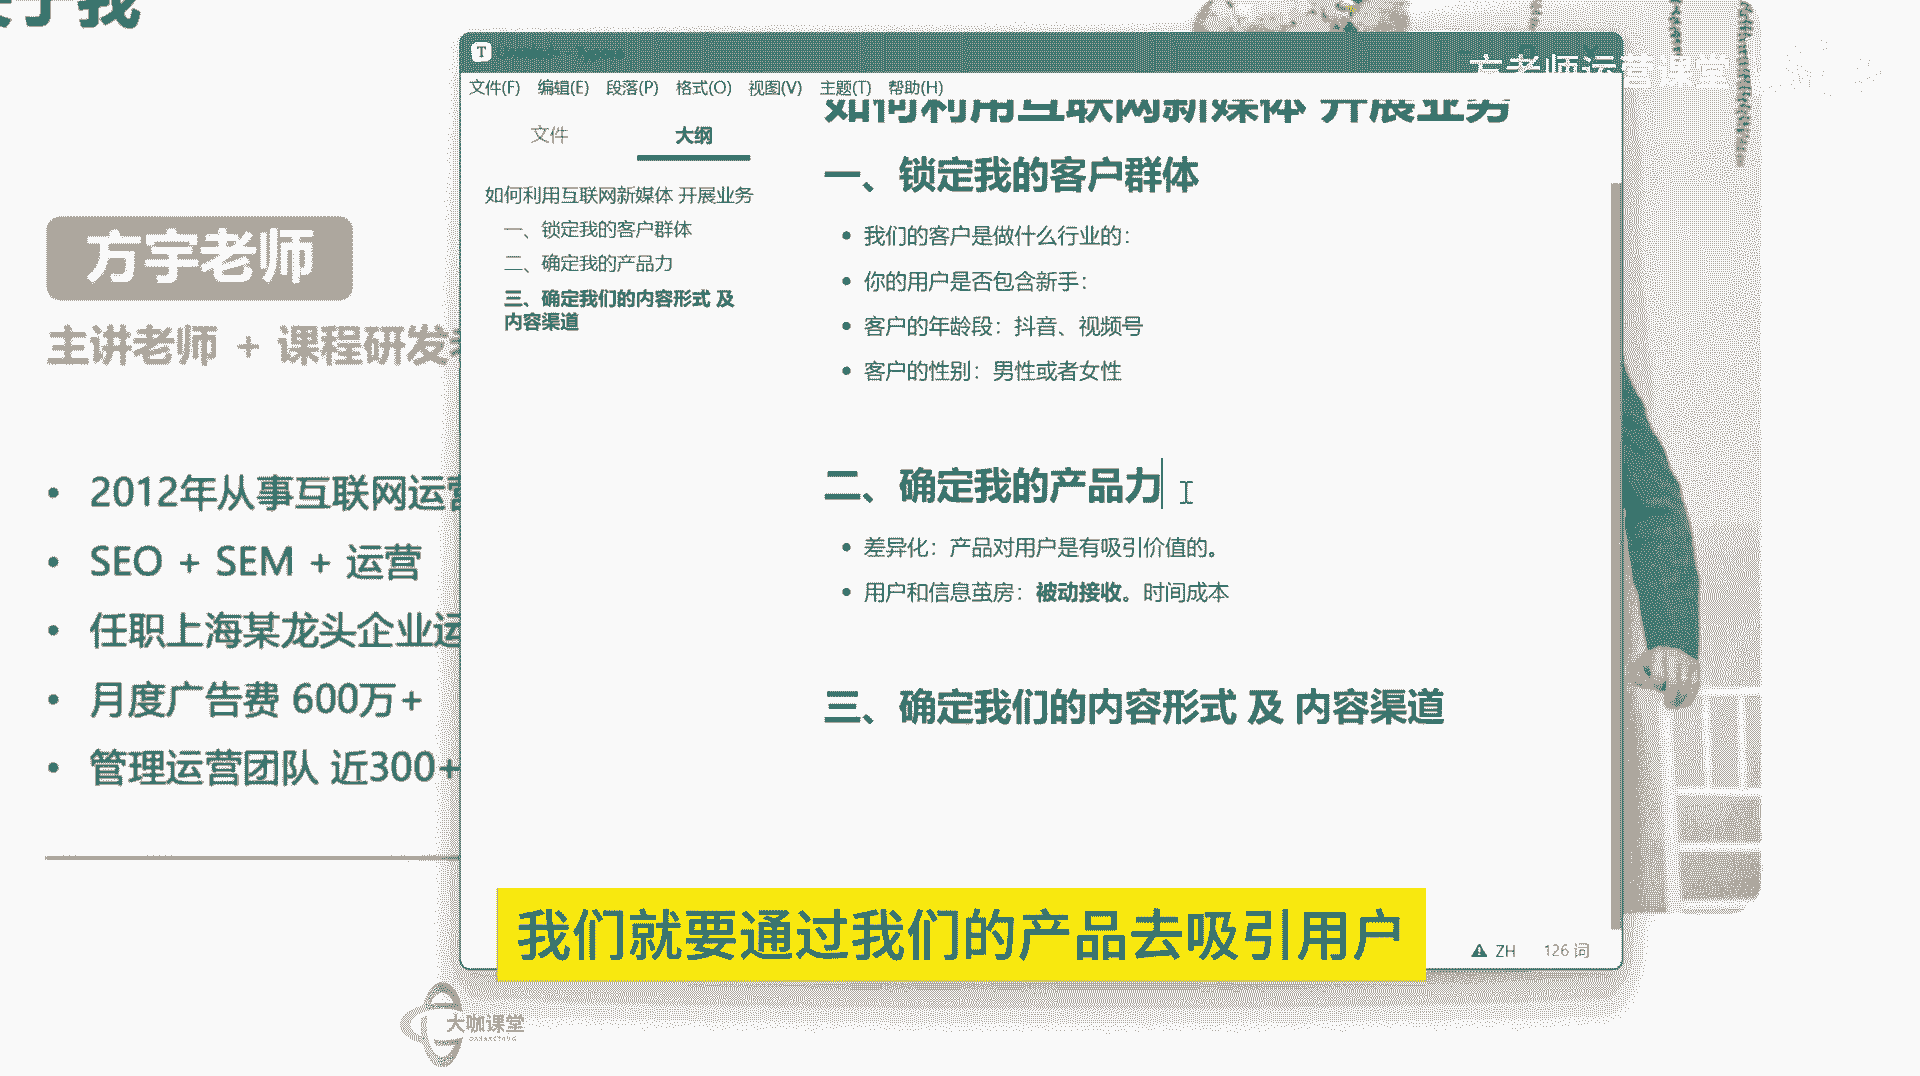 关于我
方老师运营课堂
文件(F) 编辑(E) 段落(P) 格式(O) 视图(V) 主题(T) 帮助(H)
文件 大纲
如何利用互联网新媒体 开展业务
一、锁定我的客户群体
二、确定我的产品力
三、确定我们的内容形式 及
内容渠道
如何利用互联网新媒体 开展业务
一、锁定我的客户群体
我们的客户是做什么行业的：
你的用户是否包含新手：
客户的年龄段：抖音、视频号
客户的性别：男性或者女性
二、确定我的产品力
差异化：产品对用户是有吸引价值的。
用户和信息茧房：被动接收。时间成本
三、确定我们的内容形式 及 内容渠道
ZH 126 词
方宇老师
主讲老师 + 课程研发
2012年从事互联网运营
SEO + SEM + 运营
任职上海某龙头企业运
月度广告费 600万+
管理运营团队 近300+
我们就要通过我们的产品去吸引用户
大咖课堂